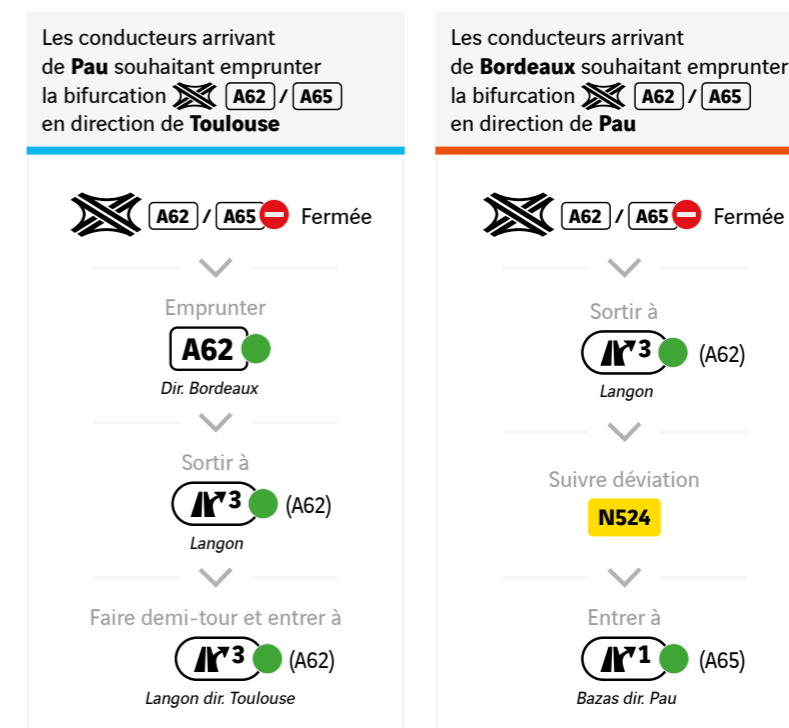 Les conducteurs arrivant
de Pau souhaitant emprunter
la bifurcation A62 / A65
en direction de Toulouse
A62 / A65 Fermée
Emprunter
A62
Dir. Bordeaux
Sortir à
3 (A62)
Langon
Faire demi-tour et entrer à
3 (A62)
Langon dir. Toulouse
Les conducteurs arrivant
de Bordeaux souhaitant emprunter
la bifurcation A62 / A65
en direction de Pau
A62 / A65 Fermée
Sortir à
3 (A62)
Langon
Suivre déviation
N524
Entrer à
1 (A65)
Bazas dir. Pau